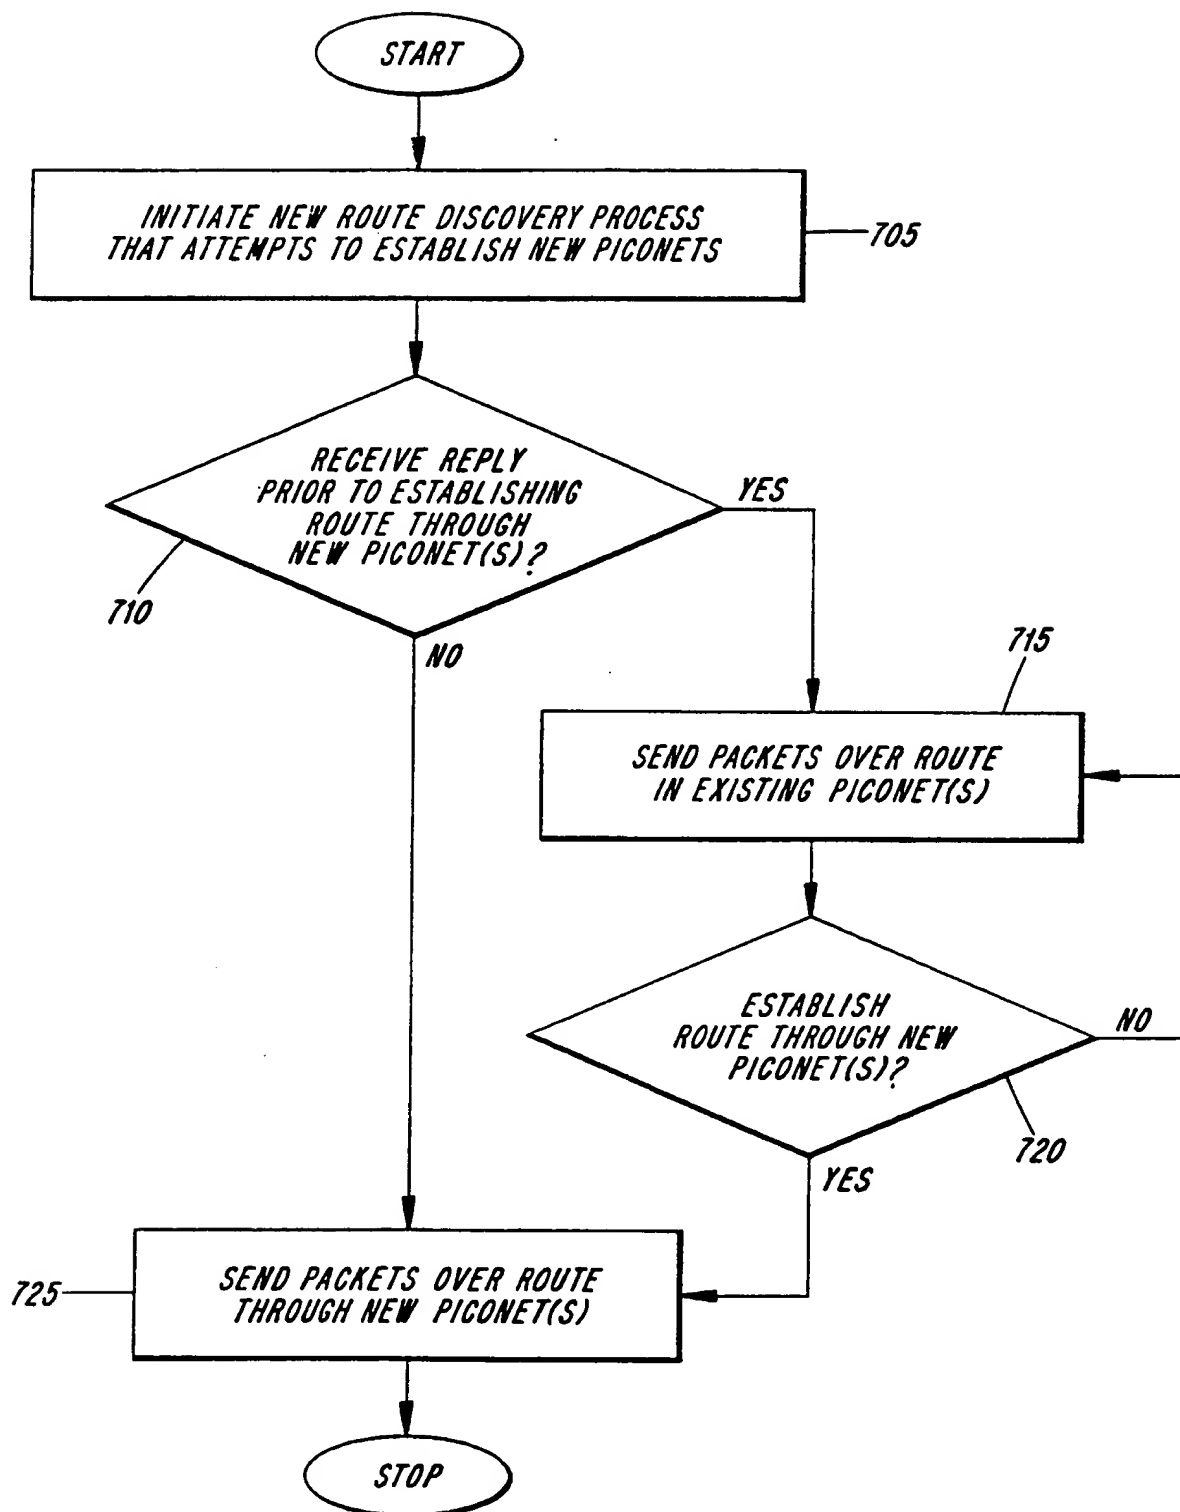 START
INITIATE NEW ROUTE DISCOVERY PROCESS
THAT ATTEMPTS TO ESTABLISH NEW PICONETS
705
RECEIVE REPLY
PRIOR TO ESTABLISHING
ROUTE THROUGH
NEW PICONET(S)?
YES
710
NO
715
SEND PACKETS OVER ROUTE
IN EXISTING PICONET(S)
ESTABLISH
ROUTE THROUGH NEW
PICONET(S)?
NO
720
YES
725
SEND PACKETS OVER ROUTE
THROUGH NEW PICONET(S)
STOP